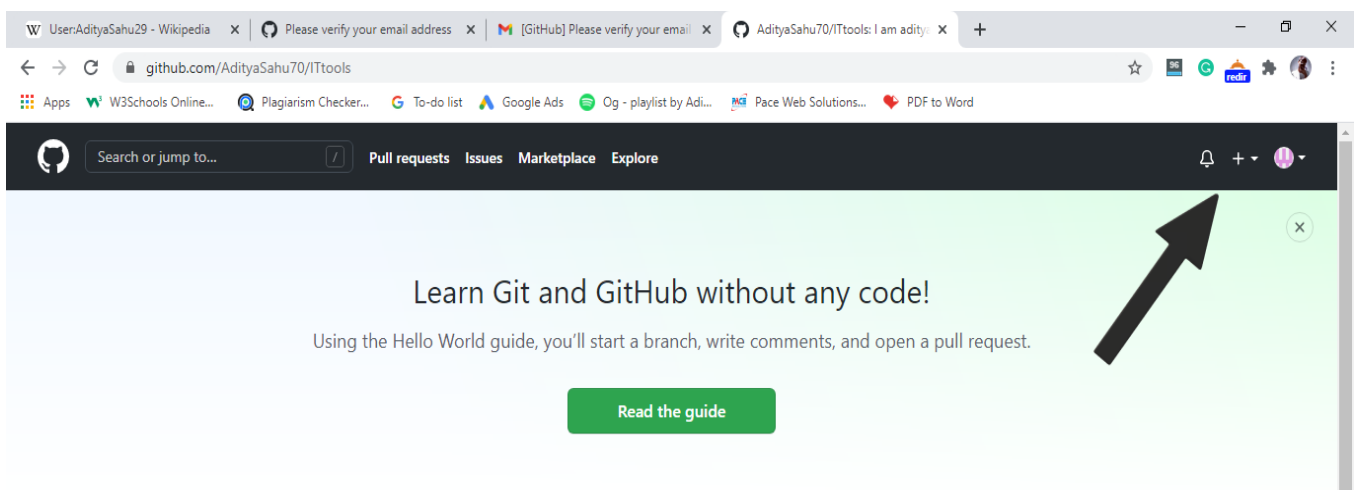 W User:AdityaSahu29 - Wikipedia
Please verify your email address
[GitHub] Please verify your email
AdityaSahu70/ITtools: I am aditya
github.com/AdityaSahu70/ITtools
96
redir
Apps
W3Schools Online...
Plagiarism Checker...
G To-do list
Google Ads
Og - playlist by Adi...
PACE Pace Web Solutions...
PDF to Word
Search or jump to...
/
Pull requests
Issues
Marketplace
Explore
Learn Git and GitHub without any code!
Using the Hello World guide, you’ll start a branch, write comments, and open a pull request.
Read the guide